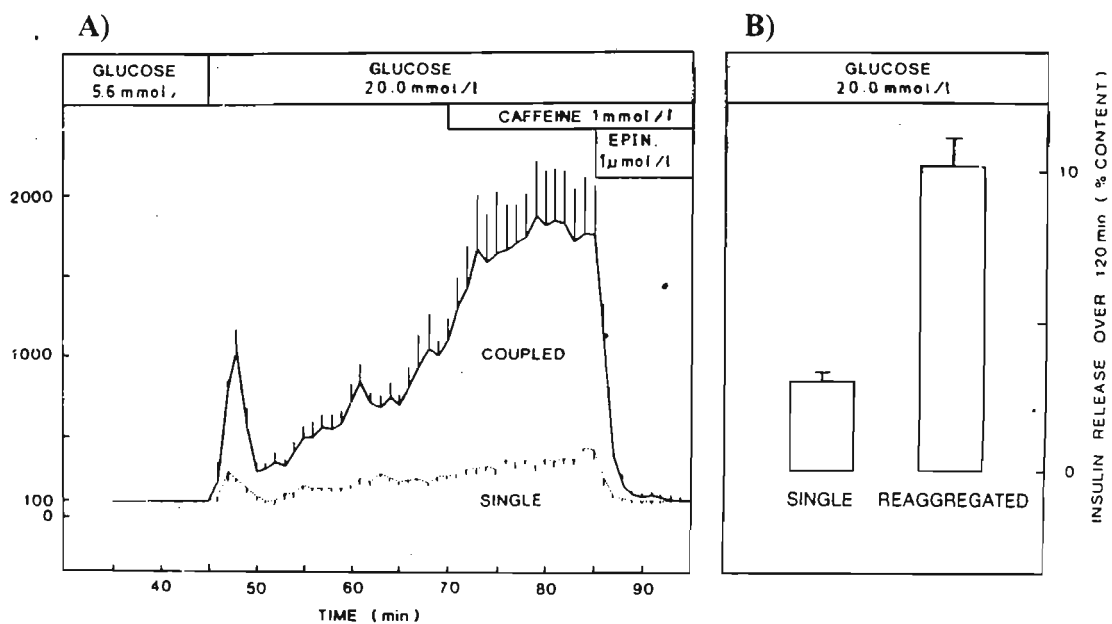 A)
GLUCOSE
5.6 mmol,
GLUCOSE
20.0 mmol/l
CAFFEINE 1mmol/l
EPIN.
1µmol/l
2000
1000
100
0
COUPLED
SINGLE
40 50 60 70 80 90
TIME (min)
B)
GLUCOSE
20.0 mmol/l
10
0
SINGLE REAGGREGATED
INSULIN RELEASE OVER 120 min (% CONTENT)